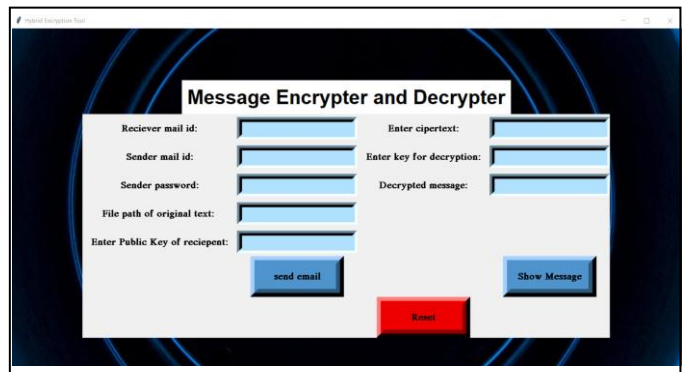 Hybrid Encryption Tool
Message Encrypter and Decrypter
Reciever mail id:
Sender mail id:
Sender password:
File path of original text:
Enter Public Key of reciepent:
send email
Enter cipertext:
Enter key for decryption:
Decrypted message:
Show Message
Reset